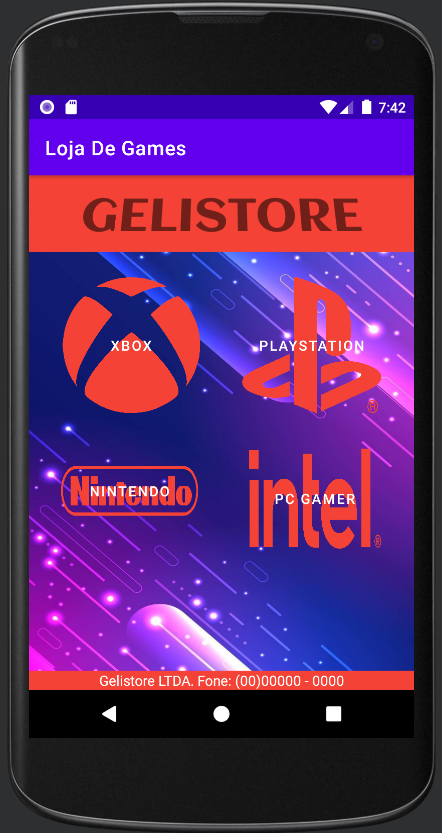 7:42
Loja De Games
GELISTORE
XBOX
PLAYSTATION
Nintendo
NINTENDO
intel
PC GAMER
Gelistore LTDA. Fone: (00)00000 - 0000